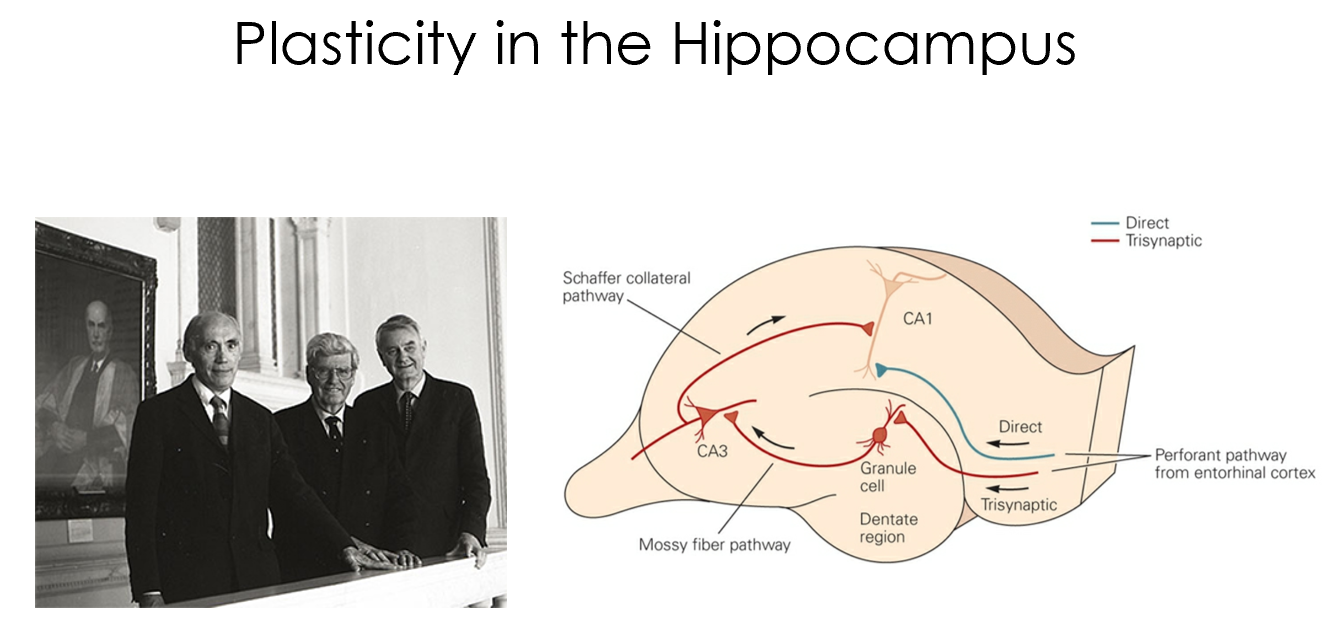 Plasticity in the Hippocampus
Direct
Trisynaptic
Schaffer collateral
pathway
CA1
CA3
Granule
cell
Dentate
region
Mossy fiber pathway
Direct
Trisynaptic
Perforant pathway
from entorhinal cortex